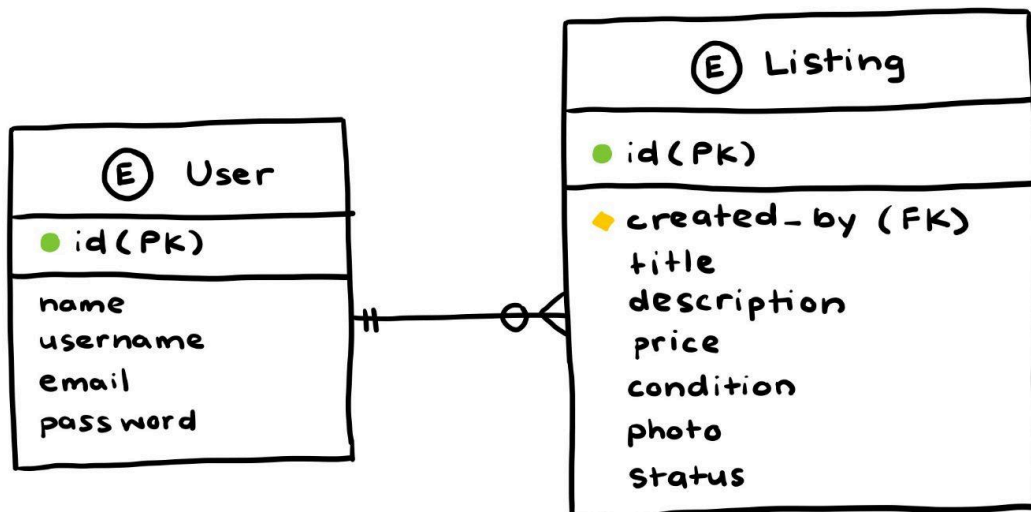 E User
id (PK)
name
username
email
password
E Listing
id (PK)
created_by (FK)
title
description
price
condition
photo
status